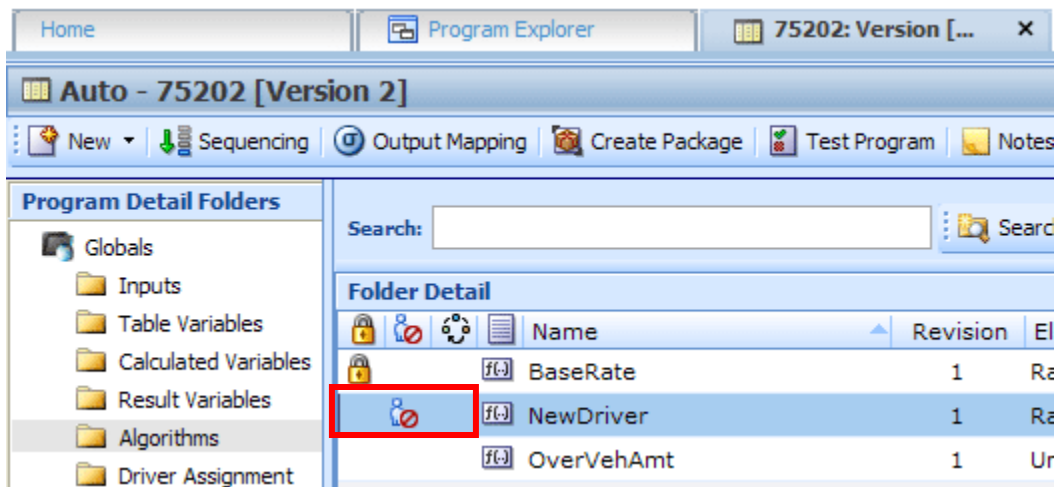 Home Program Explorer 75202: Version [...
Auto - 75202 [Version 2]
New Sequencing Output Mapping Create Package Test Program Notes
Program Detail Folders
Globals
Inputs
Table Variables
Calculated Variables
Result Variables
Algorithms
Driver Assignment
Search:
Folder Detail
Name Revision
f(.) BaseRate 1
f(.) NewDriver 1
f(.) OverVehAmt 1